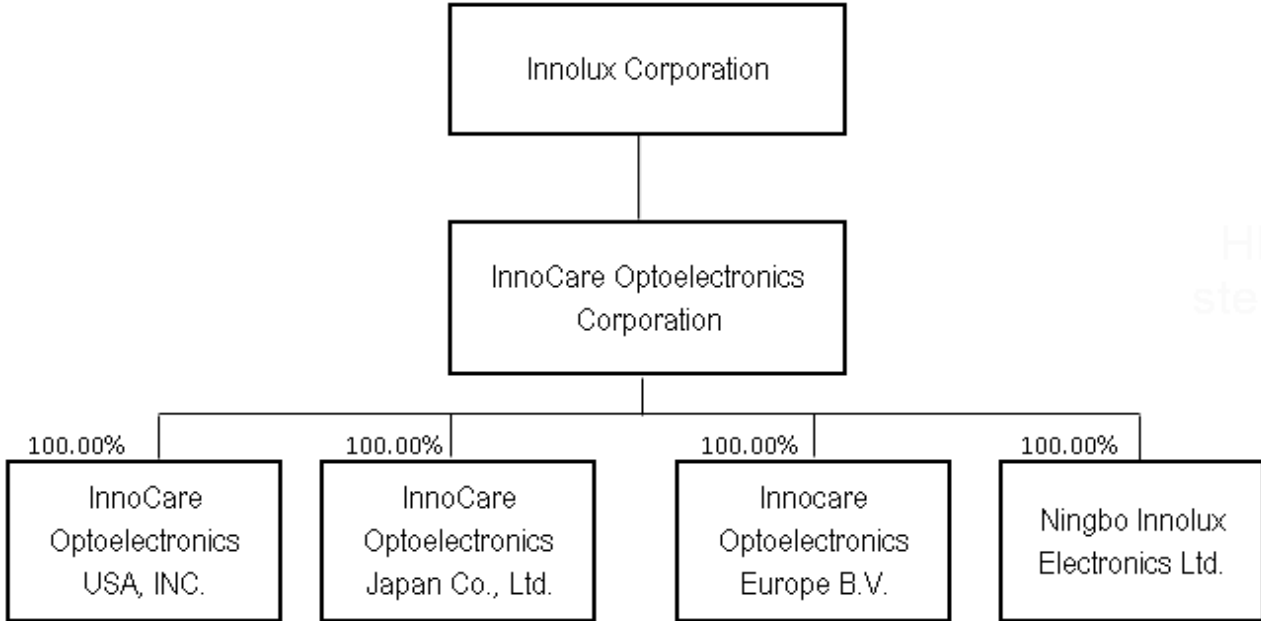 Innolux Corporation
InnoCare Optoelectronics
Corporation
100.00%
100.00%
100.00%
100.00%
InnoCare
Optoelectronics
USA, INC.
InnoCare
Optoelectronics
Japan Co., Ltd.
Innocare
Optoelectronics
Europe B.V.
Ningbo Innolux
Electronics Ltd.